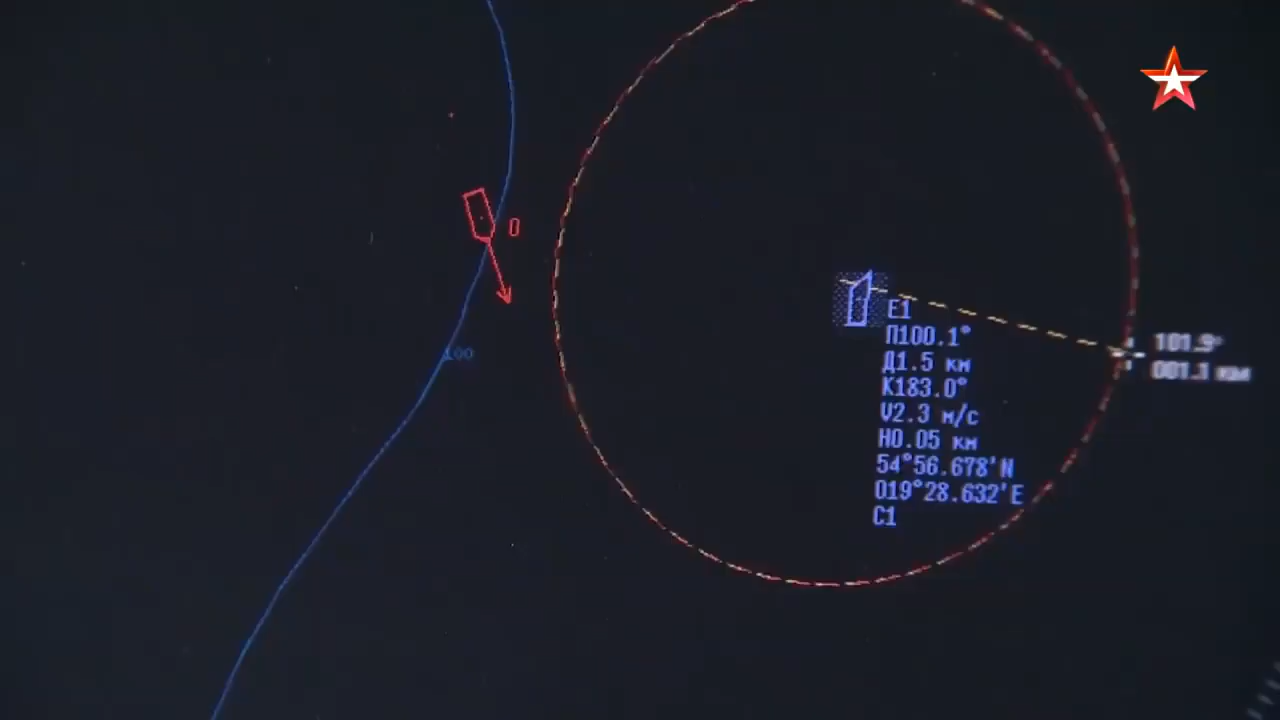 0
100
E1
П100.1°
Д1.5 км
К183.0°
V2.3 м/с
H0.05 км
54°56.678'N
019°28.632'E
C1
101.9°
001.1 км